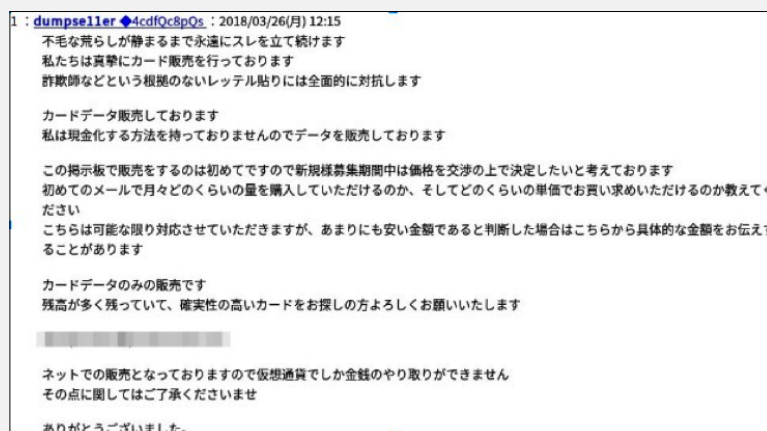 1 : dumpse11er ◆4cdfQc8pQs : 2018/03/26(月) 12:15
不毛な荒らしが静まるまで永遠にスレを立て続けます
私たちは真摯にカード販売を行っております
詐欺師などという根拠のないレッテル貼りには全面的に対抗します
カードデータ販売しております
私は現金化する方法を持っておりませんのでデータを販売しております
この掲示板で販売をするのは初めてですので新規様募集期間中は価格を交渉の上で決定したいと考えております
初めてのメールで月々どのくらいの量を購入していただけるのか、そしてどのくらいの単価でお買い求めいただけるのか教えてく
ださい
こちらは可能な限り対応させていただきますが、あまりにも安い金額であると判断した場合はこちらから具体的な金額をお伝えす
ることがあります
カードデータのみの販売です
残高が多く残っていて、確実性の高いカードをお探しの方よろしくお願いいたします
ネットでの販売となっておりますので仮想通貨でしか金銭のやり取りができません
その点に関してはご了承くださいませ
ありがとうございました。